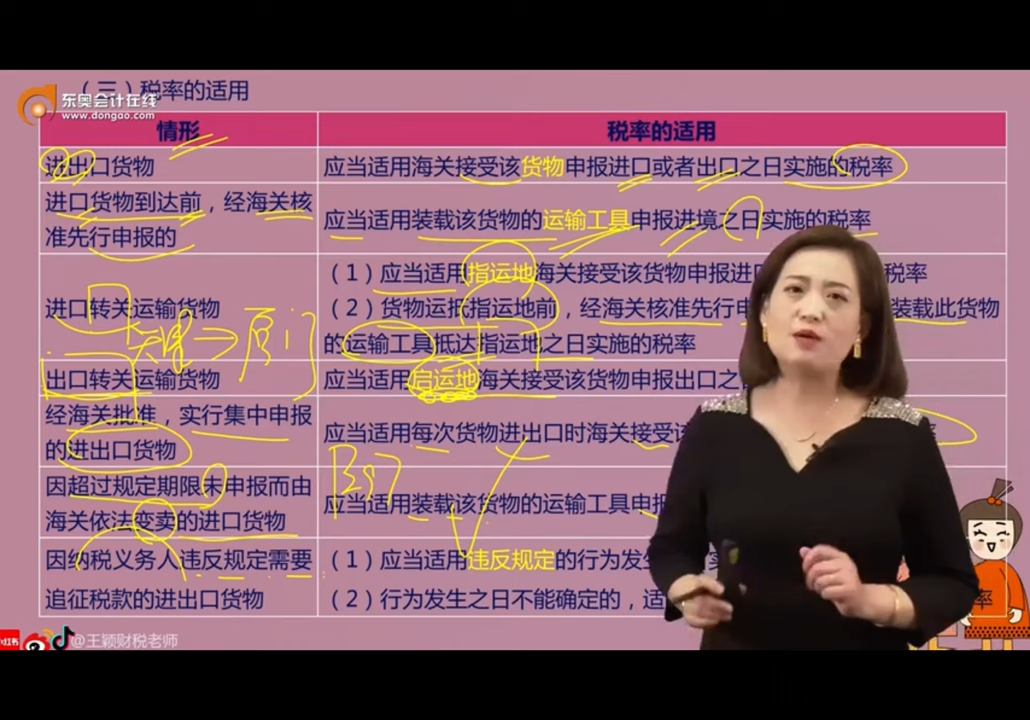 （三）税率的适用
东奥会计在线
www.dongao.com
情形
税率的适用
进出口货物
应当适用海关接受该货物申报进口或者出口之日实施的税率
进口货物到达前，经海关核
准先行申报的
应当适用装载该货物的运输工具申报进境之日实施的税率
进口转关运输货物
（1）应当适用指运地海关接受该货物申报进口
税率
（2）货物运抵指运地前，经海关核准先行申
装载此货物
的运输工具抵达指运地之日实施的税率
出口转关运输货物
应当适用启运地海关接受该货物申报出口之
经海关批准，实行集中申报
的进出口货物
应当适用每次货物进出口时海关接受该
率
因超过规定期限未申报而由
海关依法变卖的进口货物
应当适用装载该货物的运输工具申报
因纳税义务人违反规定需要
追征税款的进出口货物
（1）应当适用违反规定的行为发生
（2）行为发生之日不能确定的，适
率
小红书
@王颖财税老师